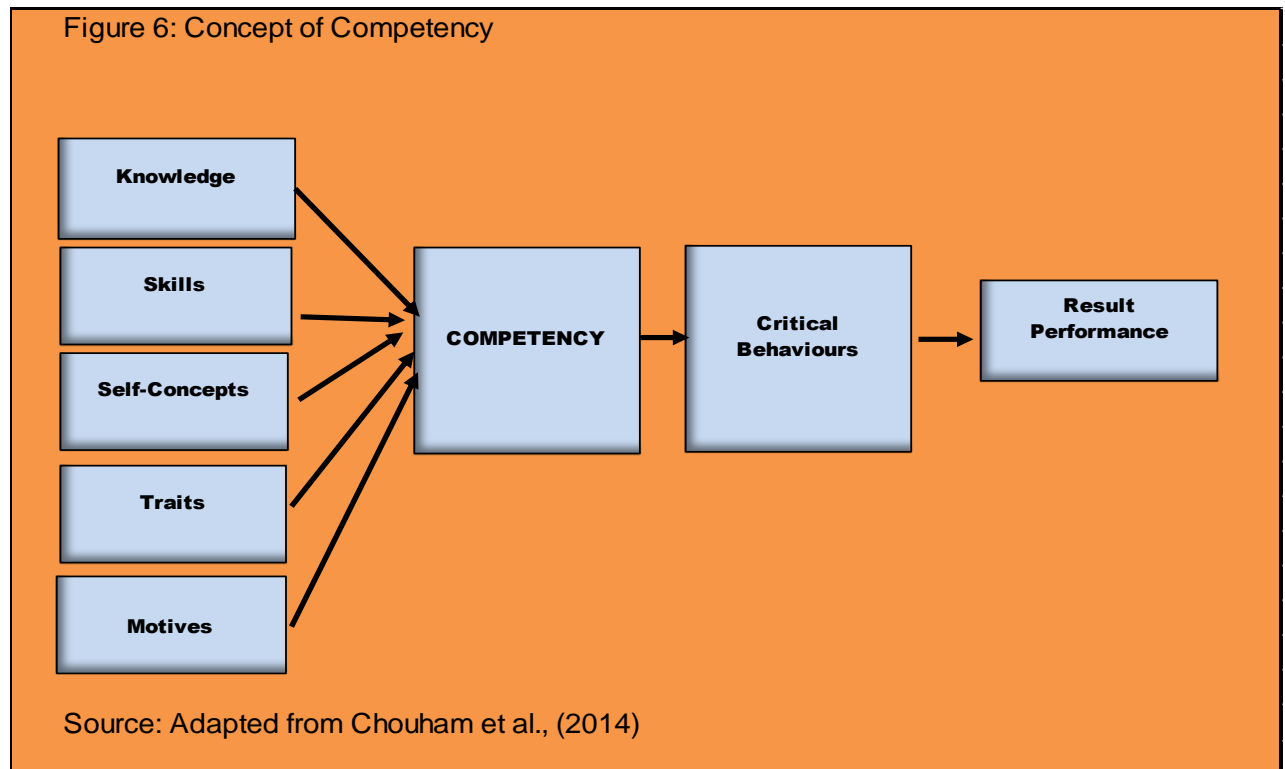 Figure 6: Concept of Competency
Knowledge
Skills
Self-Concepts
Traits
Motives
COMPETENCY
Critical
Behaviours
Result
Performance
Source: Adapted from Chouham et al., (2014)